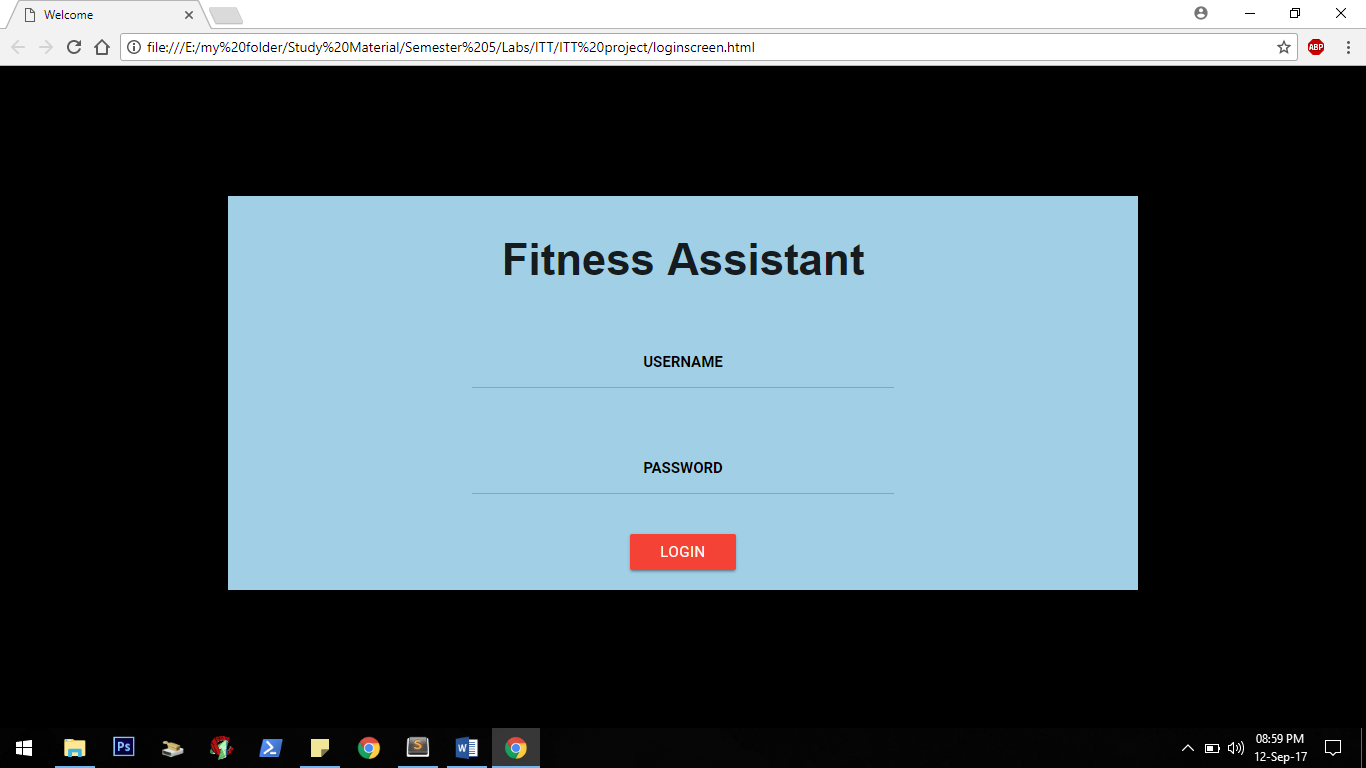 Welcome
file:///E:/my%20folder/Study%20Material/Semester%205/Labs/ITT/ITT%20project/loginscreen.html
ABP
Fitness Assistant
USERNAME
PASSWORD
LOGIN
Ps
S
W
08:59 PM
12-Sep-17